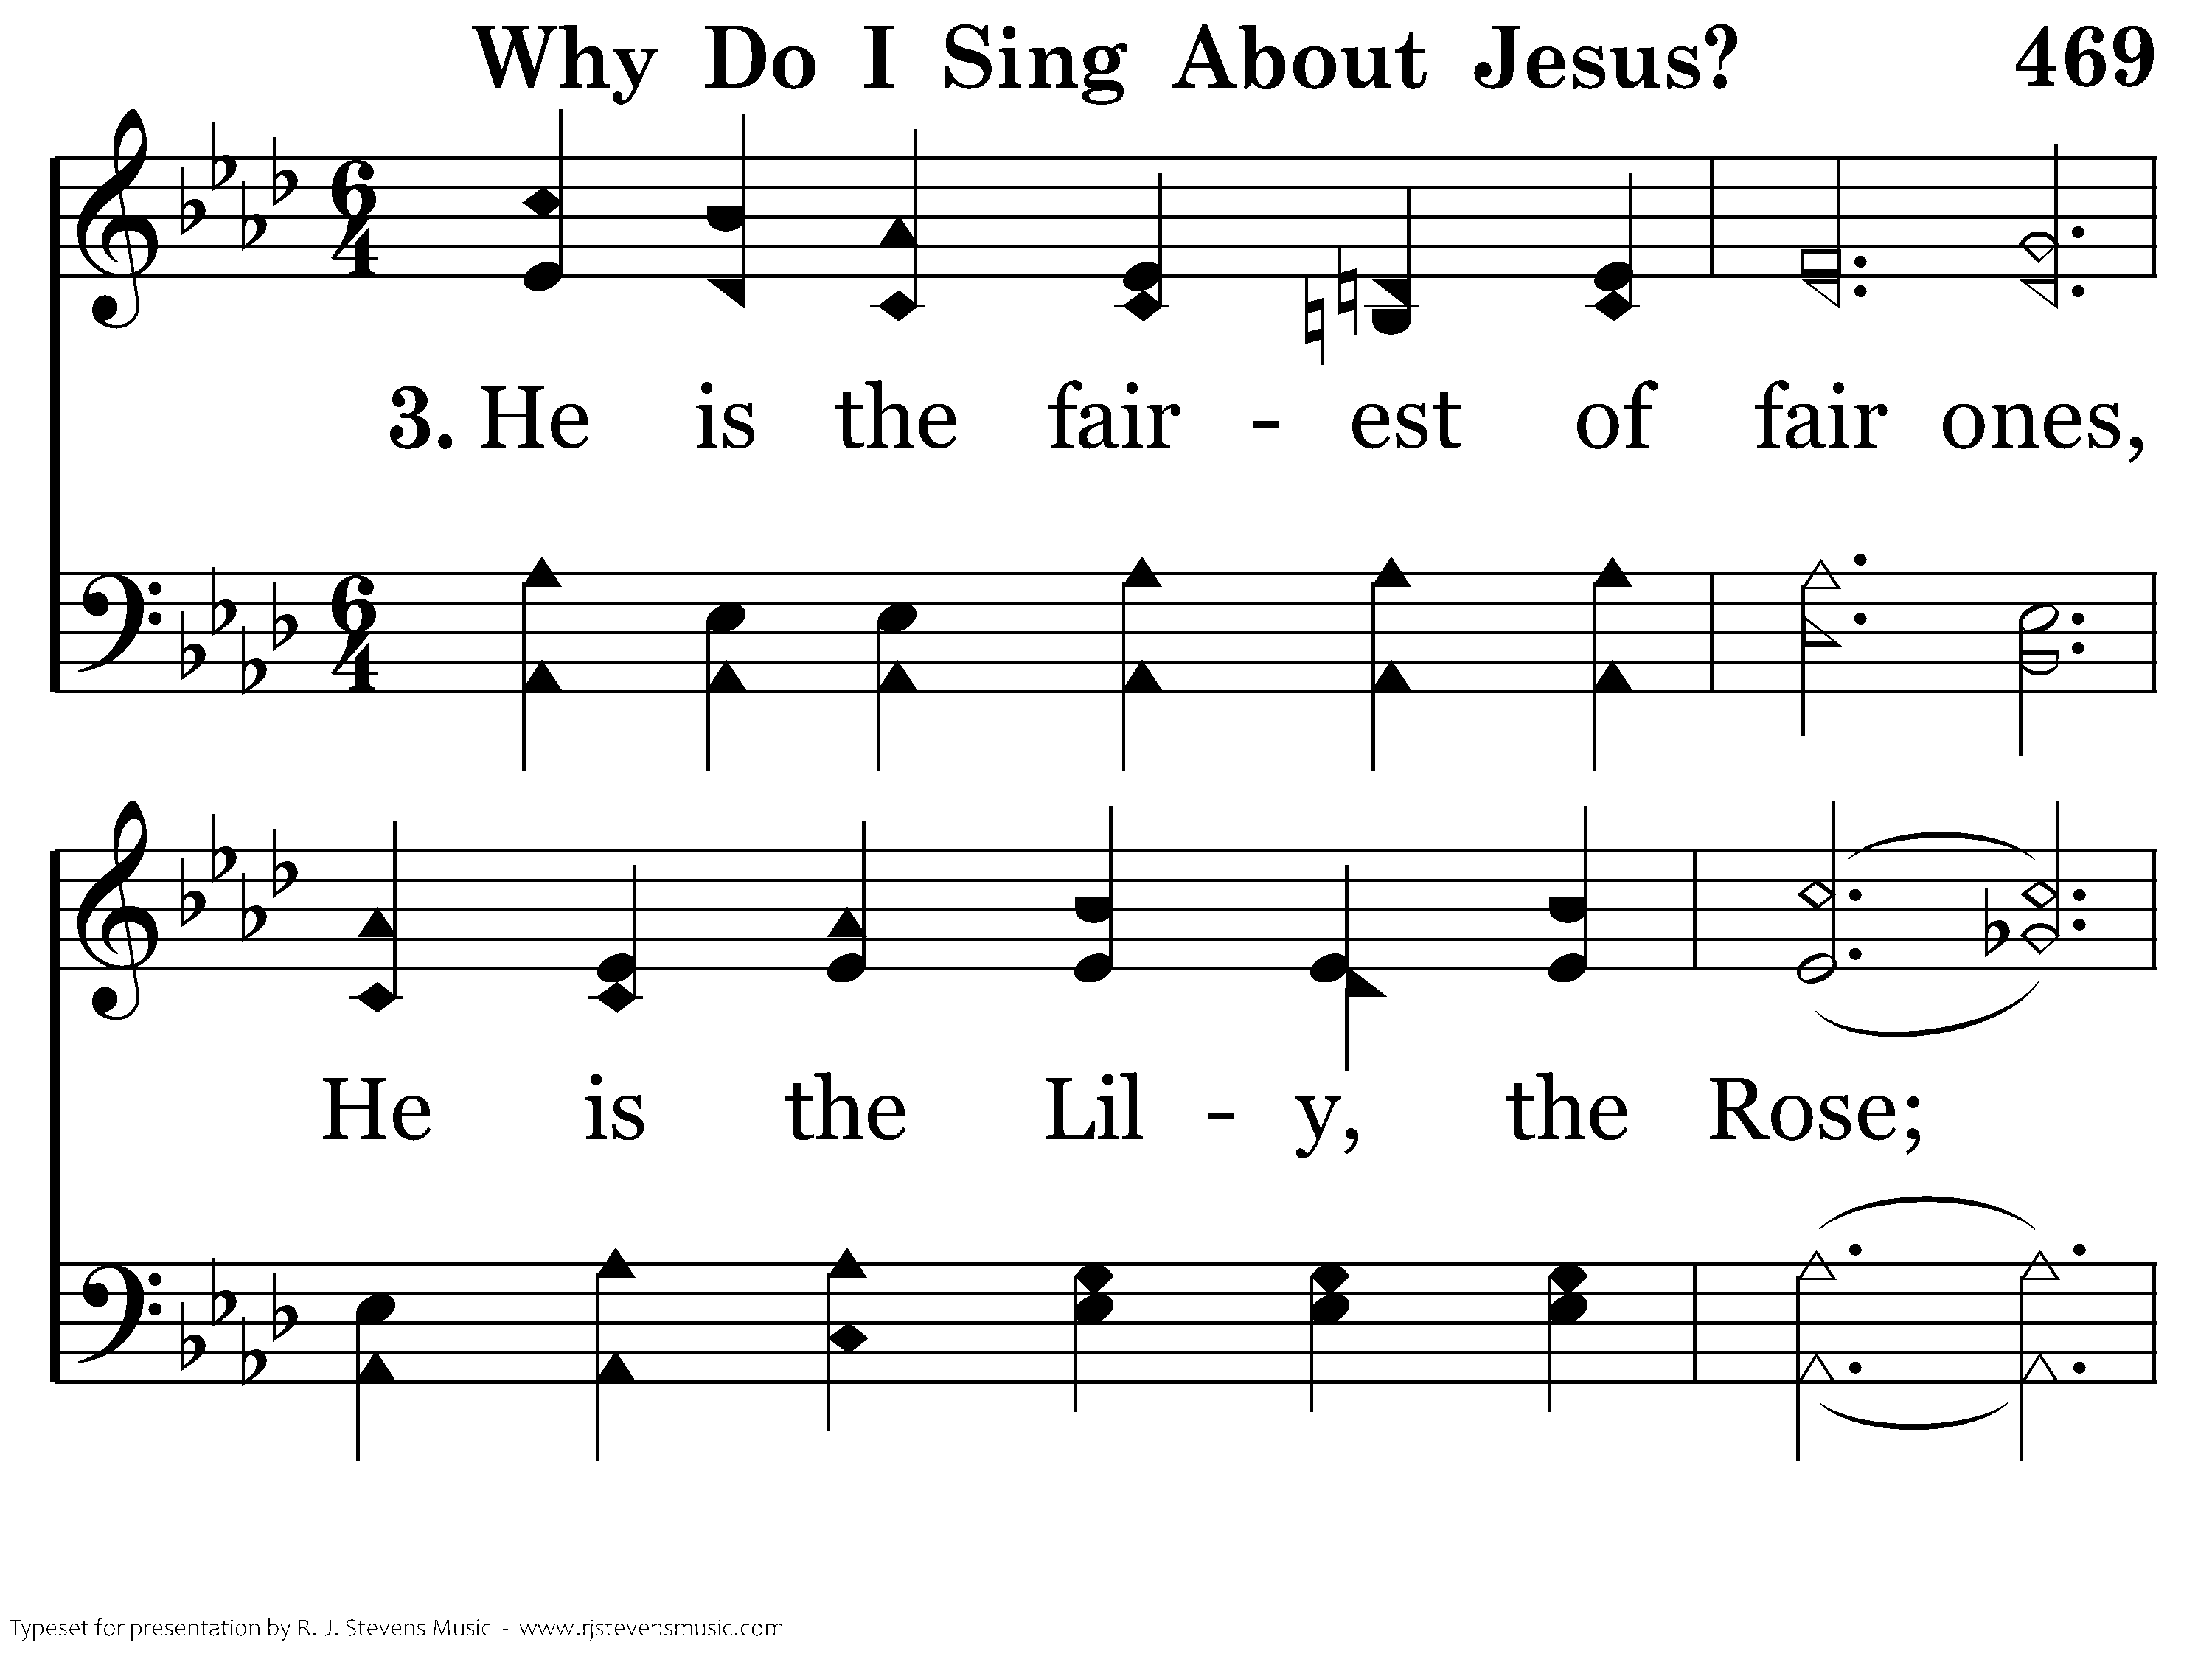 Why Do I Sing About Jesus? 469
6
4
3. He is the fair - est of fair ones,
6
4
He is the Lil - y, the Rose;
Typeset for presentation by R. J. Stevens Music - www.rjstevensmusic.com